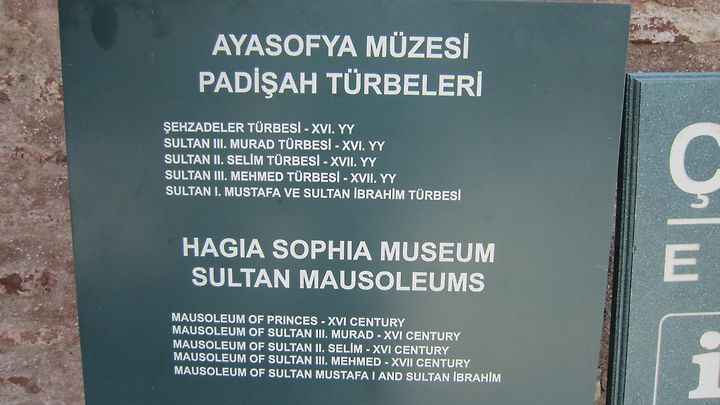 AYASOFYA MÜZESİ
PADİŞAH TÜRBELERİ
ŞEHZADELER TÜRBESİ - XVI. YY
SULTAN III. MURAD TÜRBESİ - XVI. YY
SULTAN II. SELİM TÜRBESİ - XVII. YY
SULTAN III. MEHMED TÜRBESİ - XVII. YY
SULTAN I. MUSTAFA VE SULTAN İBRAHİM TÜRBESİ
HAGIA SOPHIA MUSEUM
SULTAN MAUSOLEUMS
MAUSOLEUM OF PRINCES - XVI CENTURY
MAUSOLEUM OF SULTAN III. MURAD - XVI CENTURY
MAUSOLEUM OF SULTAN II. SELİM - XVI CENTURY
MAUSOLEUM OF SULTAN III. MEHMED - XVII CENTURY
MAUSOLEUM OF SULTAN MUSTAFA I AND SULTAN İBRAHİM
Ç
E
i